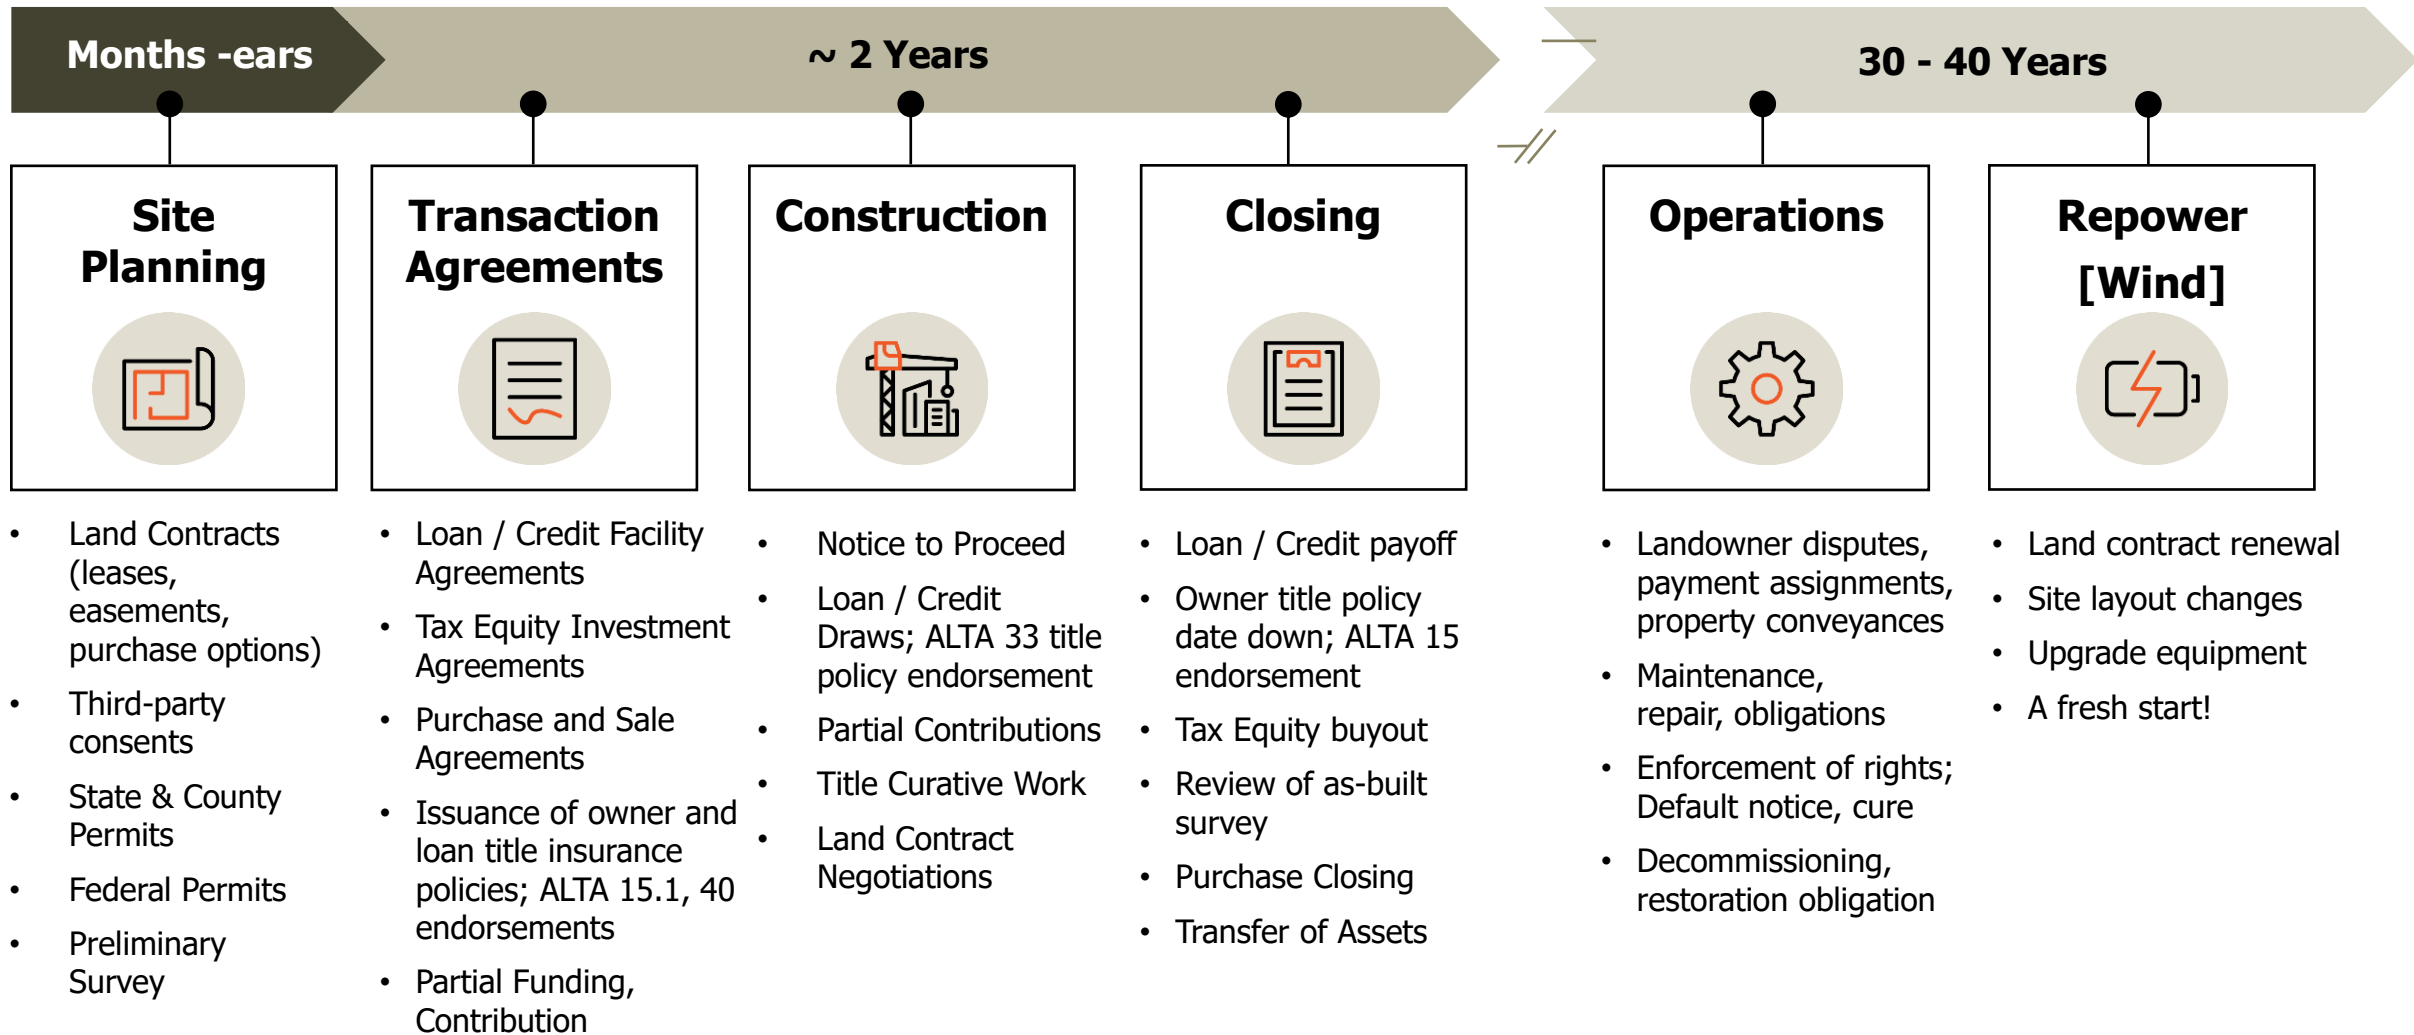 Months -ears
~ 2 Years
30 - 40 Years
Site
Planning
Transaction
Agreements
Construction
Closing
Operations
Repower
[Wind]
• Land Contracts
(leases,
easements,
purchase options)
• Third-party
consents
• State & County
Permits
• Federal Permits
• Preliminary
Survey
• Loan / Credit Facility
Agreements
• Tax Equity Investment
Agreements
• Purchase and Sale
Agreements
• Issuance of owner and
loan title insurance
policies; ALTA 15.1, 40
endorsements
• Partial Funding,
Contribution
• Notice to Proceed
• Loan / Credit
Draws; ALTA 33 title
policy endorsement
• Partial Contributions
• Title Curative Work
• Land Contract
Negotiations
• Loan / Credit payoff
• Owner title policy
date down; ALTA 15
endorsement
• Tax Equity buyout
• Review of as-built
survey
• Purchase Closing
• Transfer of Assets
• Landowner disputes,
payment assignments,
property conveyances
• Maintenance,
repair, obligations
• Enforcement of rights;
Default notice, cure
• Decommissioning,
restoration obligation
• Land contract renewal
• Site layout changes
• Upgrade equipment
• A fresh start!